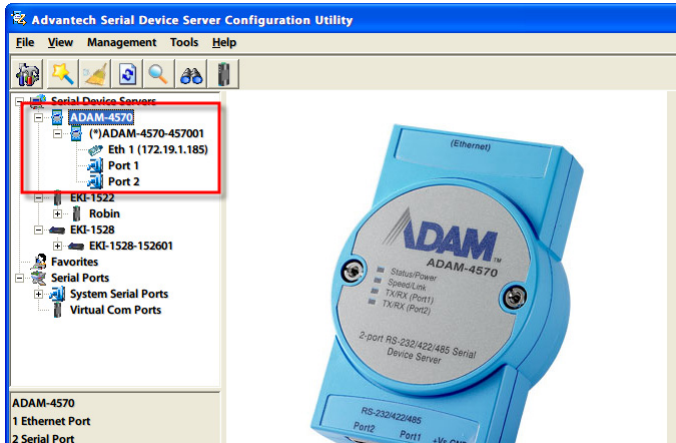 Advantech Serial Device Server Configuration Utility
File View Management Tools Help
Serial Device Servers
ADAM-4570
(*)ADAM-4570-457001
Eth 1 (172.19.1.185)
Port 1
Port 2
EKI-1522
Robin
EKI-1528
EKI-1528-152601
Favorites
Serial Ports
System Serial Ports
Virtual Com Ports
ADAM-4570
1 Ethernet Port
2 Serial Port
(Ethernet)
ADAM™
ADAM-4570
Status/Power
Speed/Link
TX/RX (Port1)
TX/RX (Port2)
2-port RS-232/422/485 Serial
Device Server
RS-232/422/485
Port2 Port1 +Vs GND